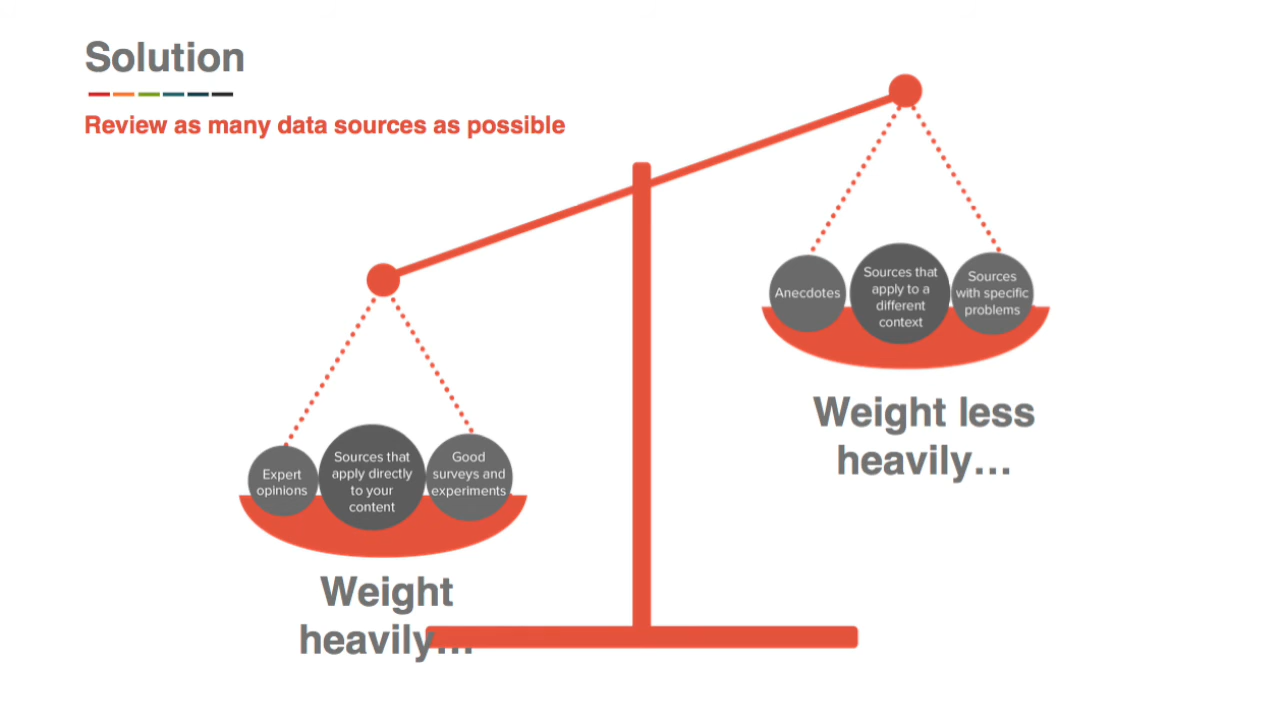 Solution
Review as many data sources as possible
Anecdotes
Sources that
apply to a
different
context
Sources
with specific
problems
Weight less
heavily...
Expert
opinions
Sources that
apply directly
to your
content
Good
surveys and
experiments
Weight
heavily...